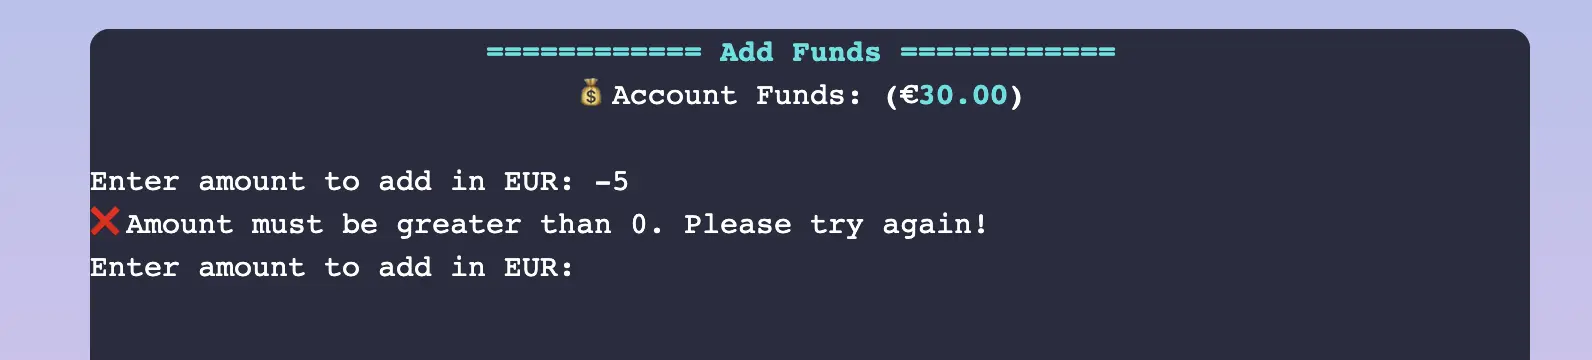 ============ Add Funds ============
💰Account Funds: (€30.00)
Enter amount to add in EUR: -5
❌Amount must be greater than 0. Please try again!
Enter amount to add in EUR: